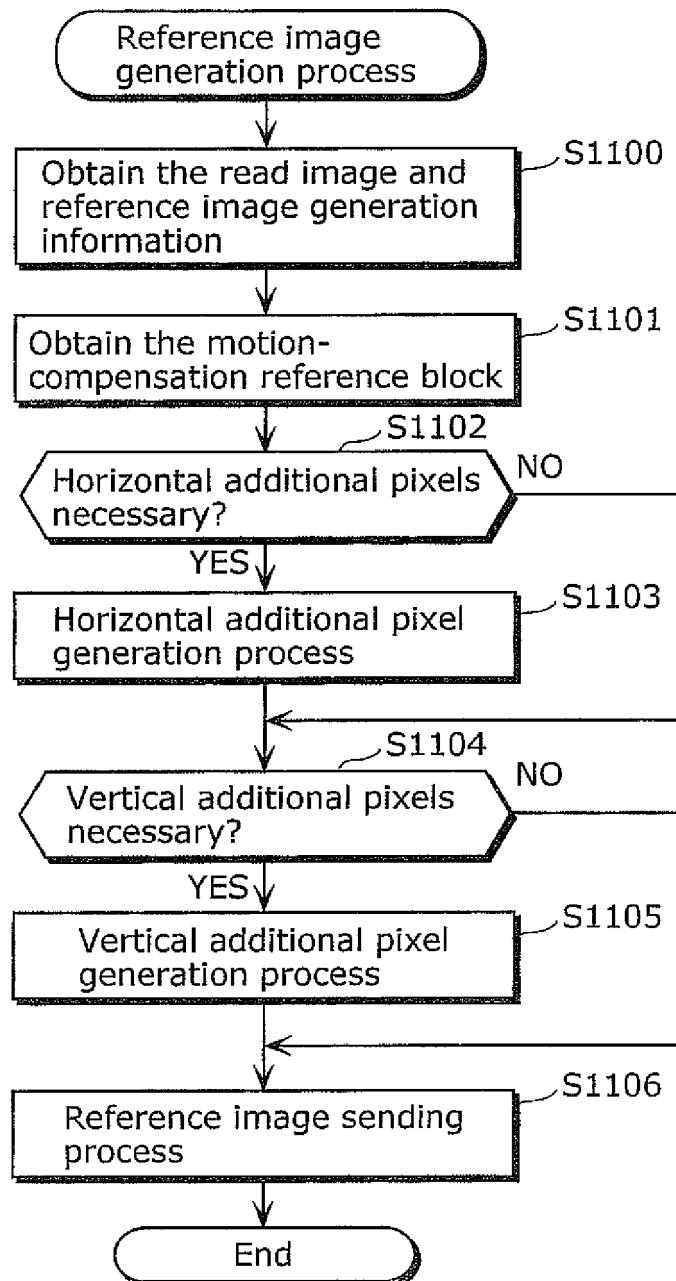 Reference image
generation process
S1100
Obtain the read image and
reference image generation
information
S1101
Obtain the motion-
compensation reference block
S1102
Horizontal additional pixels
necessary?
NO
YES
S1103
Horizontal additional pixel
generation process
S1104
Vertical additional pixels
necessary?
NO
YES
S1105
Vertical additional pixel
generation process
S1106
Reference image sending
process
End